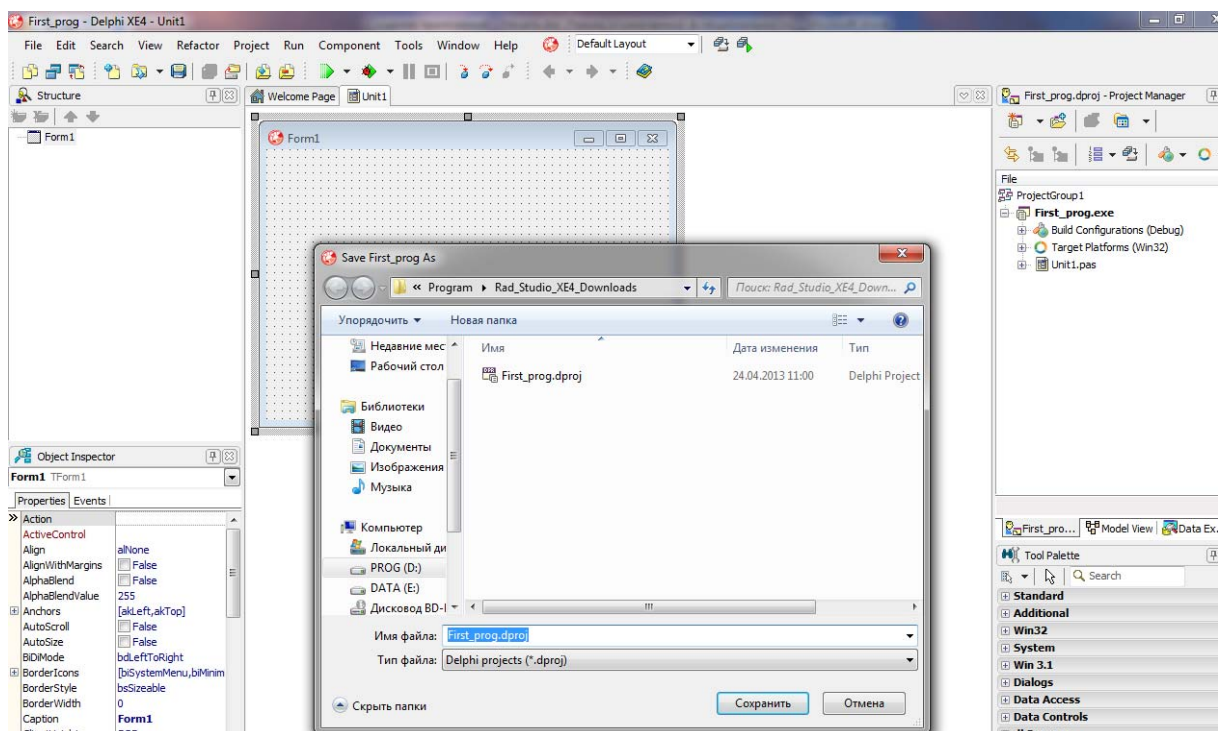 First_prog - Delphi XE4 - Unit1
File Edit Search View Refactor Project Run Component Tools Window Help Default Layout
Structure
Welcome Page Unit1
First_prog.dproj - Project Manager
Form1
Form1
File
ProjectGroup1
First_prog.exe
Build Configurations (Debug)
Target Platforms (Win32)
Unit1.pas
Save First_prog As
« Program Rad_Studio_XE4_Downloads
Поиск: Rad_Studio_XE4_Down...
Упорядочить Новая папка
Недавние мес
Рабочий стол
Библиотеки
Видео
Документы
Изображения
Музыка
Компьютер
Локальный ди
PROG (D:)
DATA (E:)
Дисковод BD-
Имя Дата изменения Тип
First_prog.dproj 24.04.2013 11:00 Delphi Project
Имя файла: First_prog.dproj
Тип файла: Delphi projects (*.dproj)
Скрыть папки
Сохранить Отмена
Object Inspector
Form1 TForm1
Properties Events
Action
ActiveControl
Align alNone
AlignWithMargins False
AlphaBlend False
AlphaBlendValue 255
Anchors [akLeft,akTop]
AutoScroll False
AutoSize False
BiDiMode bdLeftToRight
BorderIcons [biSystemMenu,biMinim
BorderStyle bsSizeable
BorderWidth 0
Caption Form1
First_pro... Model View Data Ex.
Tool Palette
Search
Standard
Additional
Win32
System
Win 3.1
Dialogs
Data Access
Data Controls